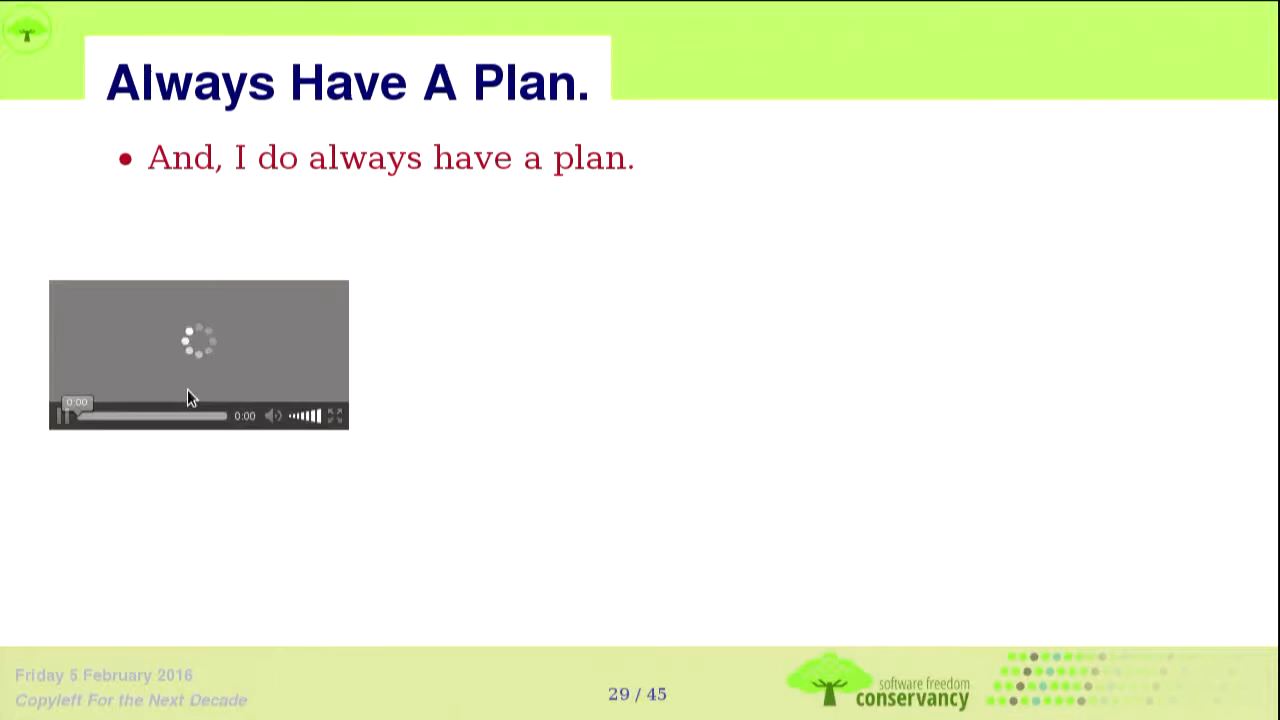 Always Have A Plan.
• And, I do always have a plan.
0:00
0:00
Friday 5 February 2016
Copyleft For the Next Decade
29 / 45
software freedom
conservancy